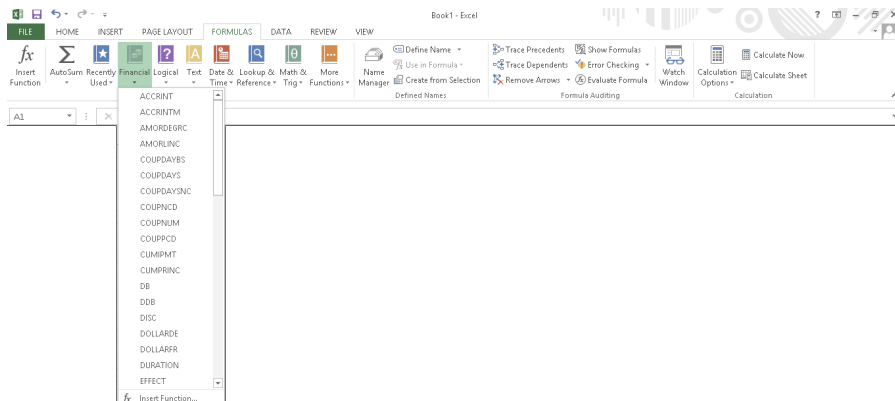 Book1 - Excel
FILE HOME INSERT PAGE LAYOUT FORMULAS DATA REVIEW VIEW
fx Insert Function
Σ AutoSum
Recently Used
Financial
Logical
Text
Date & Time
Lookup & Reference
Math & Trig
More Functions
Name Manager
Define Name
Use in Formula
Create from Selection
Defined Names
Trace Precedents
Trace Dependents
Remove Arrows
Show Formulas
Error Checking
Evaluate Formula
Watch Window
Formula Auditing
Calculation Options
Calculate Now
Calculate Sheet
Calculation
A1
ACCRINT
ACCRINTM
AMORDEGRC
AMORLINC
COUPDAYBS
COUPDAYS
COUPDAYSNC
COUPNCD
COUPNUM
COUPPCD
CUMIPMT
CUMPRINC
DB
DDB
DISC
DOLLARDE
DOLLARFR
DURATION
EFFECT
fx Insert Function...